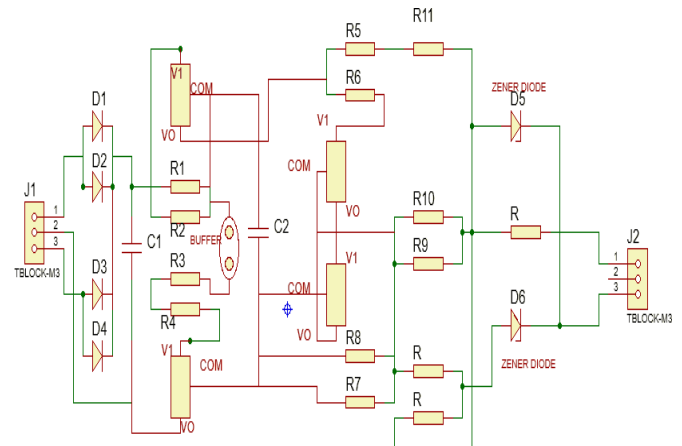 R5
R11
V1
COM
R6
ZENER DIODE
D5
D1
VO
V1
D2
R1
COM
R10
J1
1
2
3
R2
BUFFER
C1
C2
VO
R9
R
J2
1
2
3
TBLOCK-M3
D3
R3
COM
V1
D6
TBLOCK-M3
D4
R4
VO
R8
R
ZENER DIODE
V1
COM
R7
R
VO